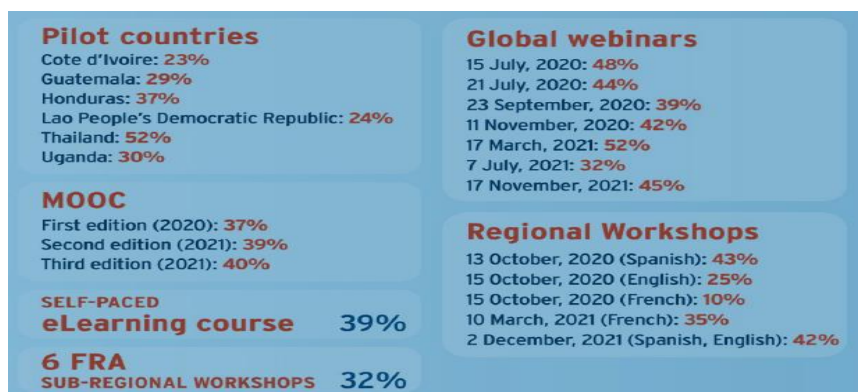 Pilot countries
Cote d'Ivoire: 23%
Guatemala: 29%
Honduras: 37%
Lao People's Democratic Republic: 24%
Thailand: 52%
Uganda: 30%
MOOC
First edition (2020): 37%
Second edition (2021): 39%
Third edition (2021): 40%
SELF-PACED
eLearning course 39%
6 FRA
SUB-REGIONAL WORKSHOPS 32%
Global webinars
15 July, 2020: 48%
21 July, 2020: 44%
23 September, 2020: 39%
11 November, 2020: 42%
17 March, 2021: 52%
7 July, 2021: 32%
17 November, 2021: 45%
Regional Workshops
13 October, 2020 (Spanish): 43%
15 October, 2020 (English): 25%
15 October, 2020 (French): 10%
10 March, 2021 (French): 35%
2 December, 2021 (Spanish, English): 42%